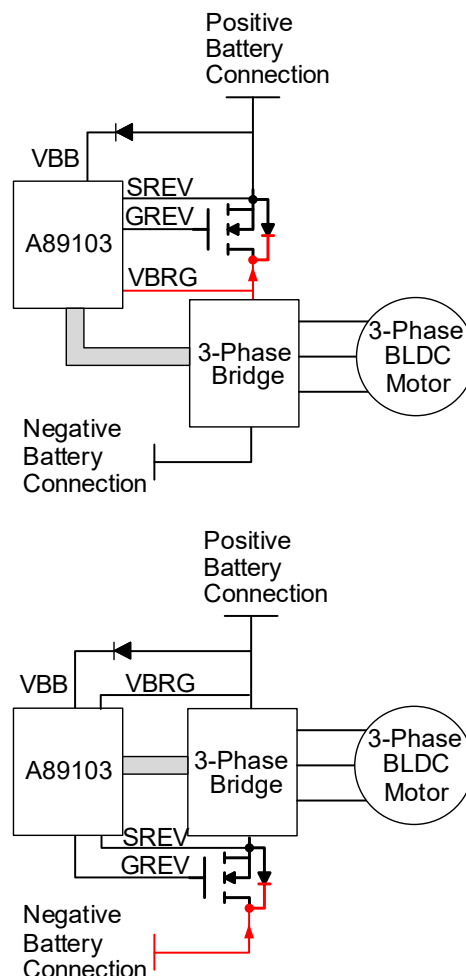 Positive
Battery
Connection
VBB
SREV
GREV
A89103
VBRG
3-Phase
Bridge
3-Phase
BLDC
Motor
Negative
Battery
Connection
Positive
Battery
Connection
VBB
VBRG
A89103
3-Phase
Bridge
3-Phase
BLDC
Motor
SREV
GREV
Negative
Battery
Connection